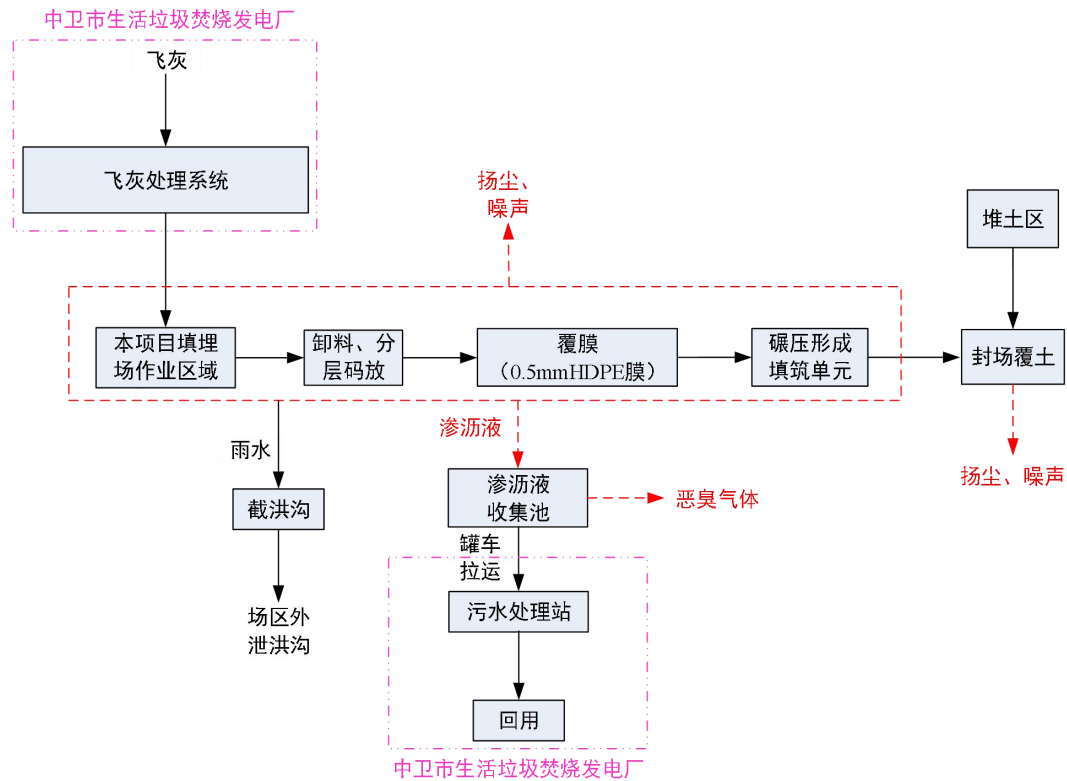 中卫市生活垃圾焚烧发电厂
飞灰
飞灰处理系统
扬尘、
噪声
堆土区
本项目填埋
场作业区域
卸料、分
层码放
覆膜
（0.5mmHDPE膜）
碾压形成
填筑单元
封场覆土
雨水
渗沥液
扬尘、噪声
截洪沟
渗沥液
收集池
恶臭气体
罐车
拉运
场区外
泄洪沟
污水处理站
回用
中卫市生活垃圾焚烧发电厂